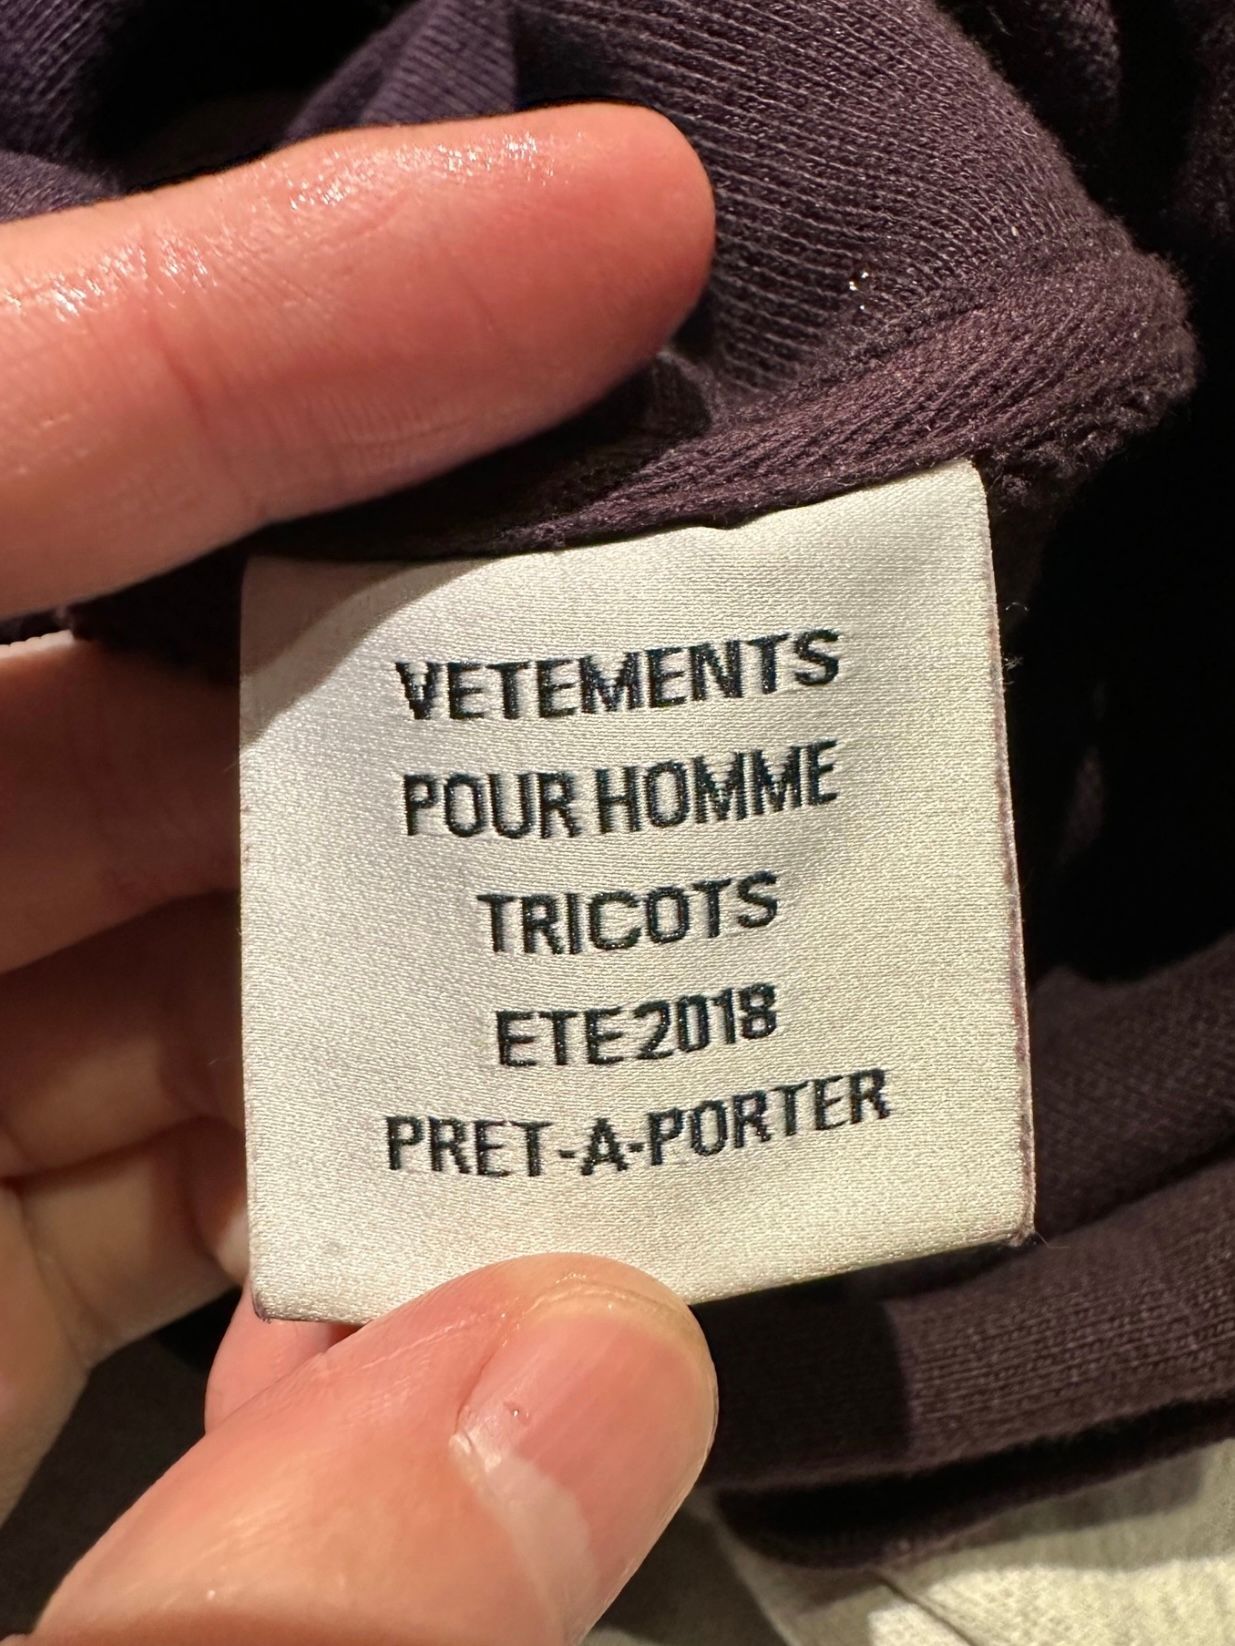 VETEMENTS
POUR HOMME
TRICOTS
ETE 2018
PRET-A-PORTER